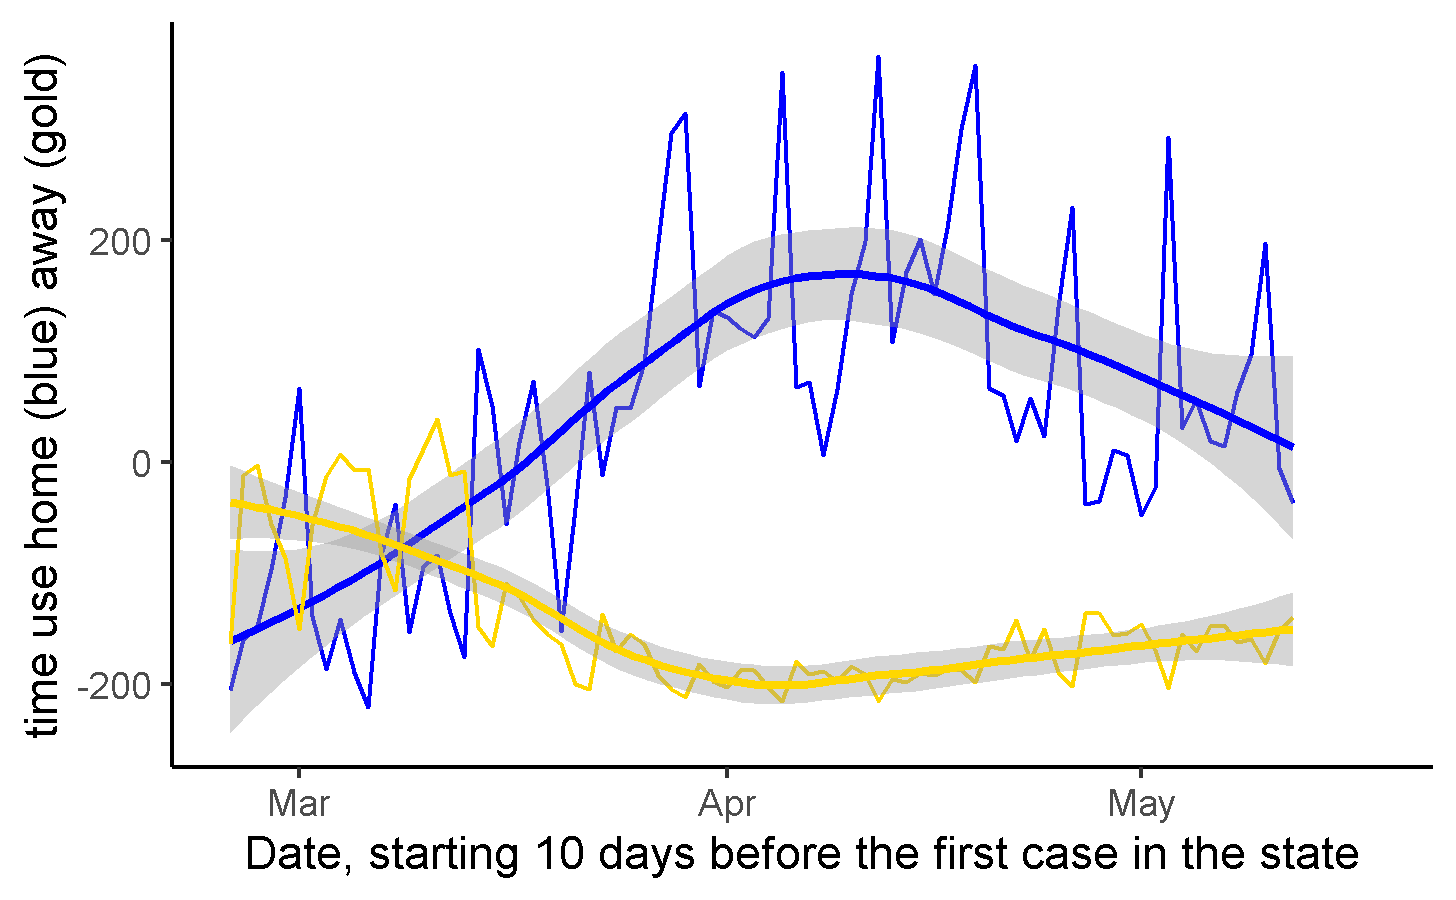 time use home (blue) away (gold)
200
0
-200
Mar
Apr
May
Date, starting 10 days before the first case in the state